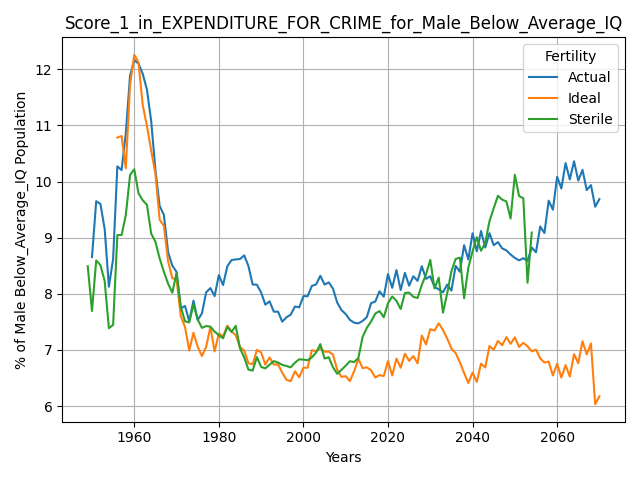 Score_1_in_EXPENDITURE_FOR_CRIME_for_Male_Below_Average_IQ
% of Male Below_Average_IQ Population
12
11
10
9
8
7
6
1960
1980
2000
2020
2040
2060
Years
Fertility
Actual
Ideal
Sterile